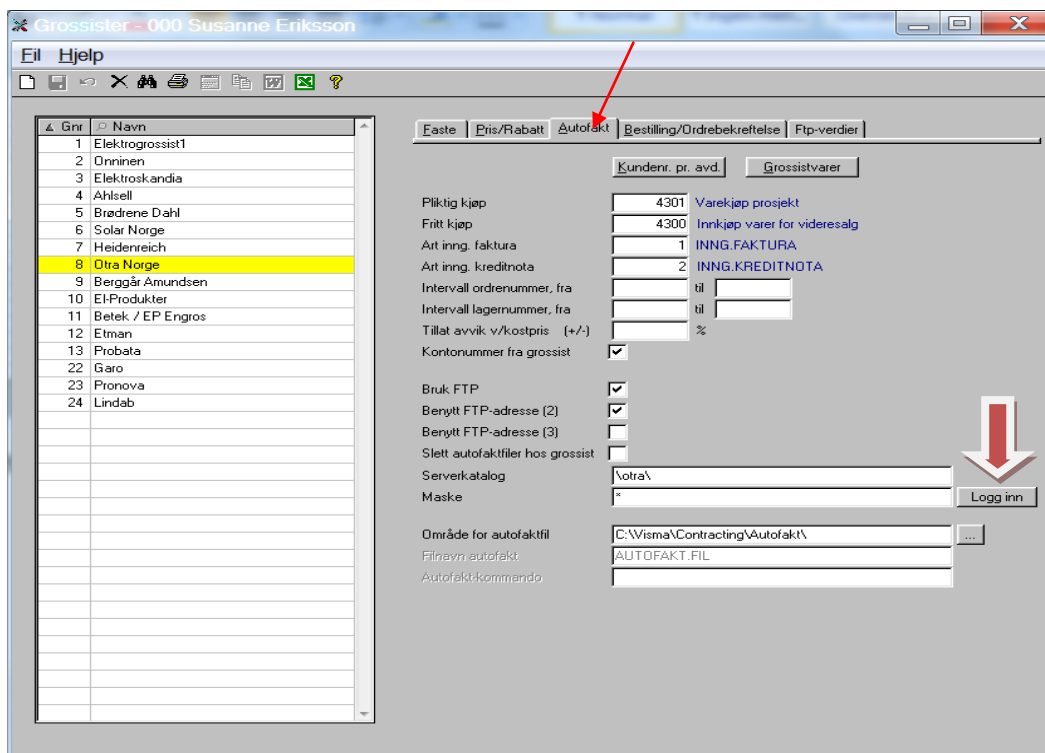 Grossister - 000 Susanne Eriksson
Fil Hjelp
Gnr Navn
1 Elektrogrossist1
2 Onninen
3 Elektroskandia
4 Ahlsell
5 Brødrene Dahl
6 Solar Norge
7 Heidenreich
8 Otra Norge
9 Berggår Amundsen
10 El-Produkter
11 Betek / EP Engros
12 Etman
13 Probata
22 Garo
23 Pronova
24 Lindab
Faste Pris/Rabatt Autofakt Bestilling/Ordrebekreftelse Ftp-verdier
Kundenr. pr. avd. Grossistvarer
Pliktig kjøp 4301 Varekjøp prosjekt
Fritt kjøp 4300 Innkjøp varer for videresalg
Art inng. faktura 1 INNG.FAKTURA
Art inng. kreditnota 2 INNG.KREDITNOTA
Intervall ordrenummer, fra til
Intervall lagernummer, fra til
Tillat avvik v/kostpris (+/-) %
Kontonummer fra grossist
Bruk FTP
Benytt FTP-adresse (2)
Benytt FTP-adresse (3)
Slett autofaktfiler hos grossist
Serverkatalog \otra\
Maske * Logg inn
Område for autofaktfil C:\Visma\Contracting\Autofakt\ ...
Filnavn autofakt AUTOFAKT.FIL
Autofakt-kommando